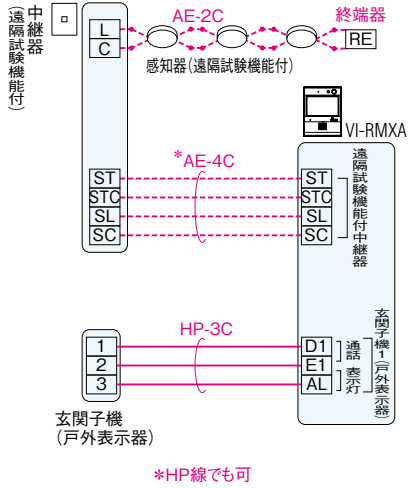 中継器
(遠隔試験機能付)
L
C
AE-2C
終端器
RE
感知器(遠隔試験機能付)
VI-RMXA
*AE-4C
ST
STC
SL
SC
ST
STC
SL
SC
遠隔試験機能付中継器
HP-3C
1
2
3
D1
E1
AL
通話
表示灯
玄関子機1(戸外表示器)
玄関子機
(戸外表示器)
*HP線でも可